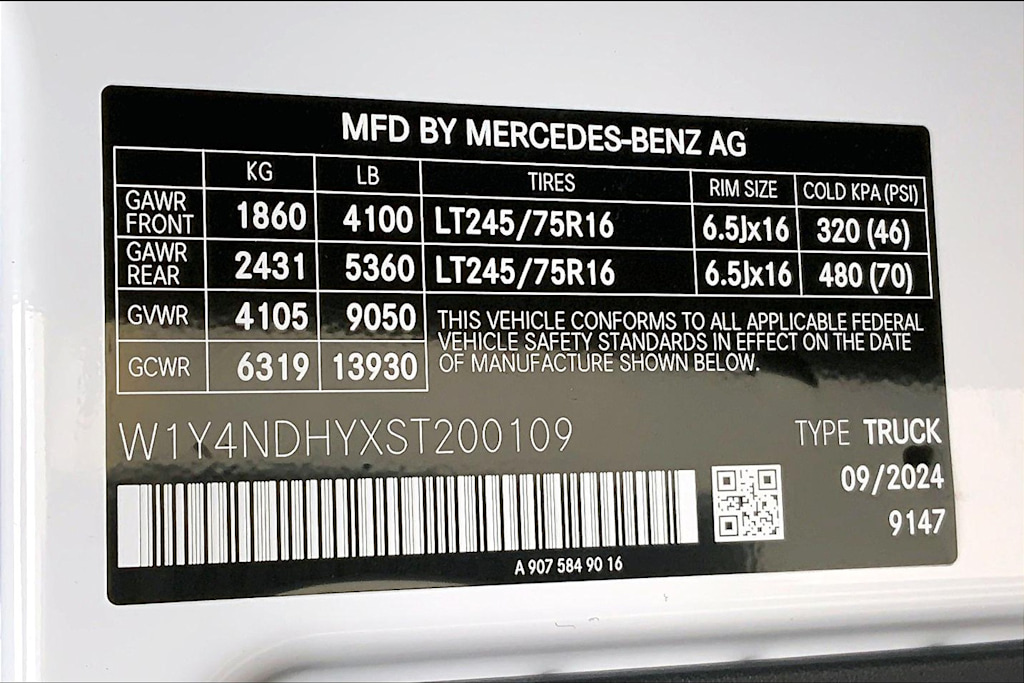 MFD BY MERCEDES-BENZ AG
KG LB TIRES RIM SIZE COLD KPA (PSI)
GAWR FRONT 1860 4100 LT245/75R16 6.5Jx16 320 (46)
GAWR REAR 2431 5360 LT245/75R16 6.5Jx16 480 (70)
GVWR 4105 9050
GCWR 6319 13930
THIS VEHICLE CONFORMS TO ALL APPLICABLE FEDERAL
VEHICLE SAFETY STANDARDS IN EFFECT ON THE DATE
OF MANUFACTURE SHOWN BELOW.
W1Y4NDHYXST200109
TYPE TRUCK
09/2024
9147
A 907 584 90 16